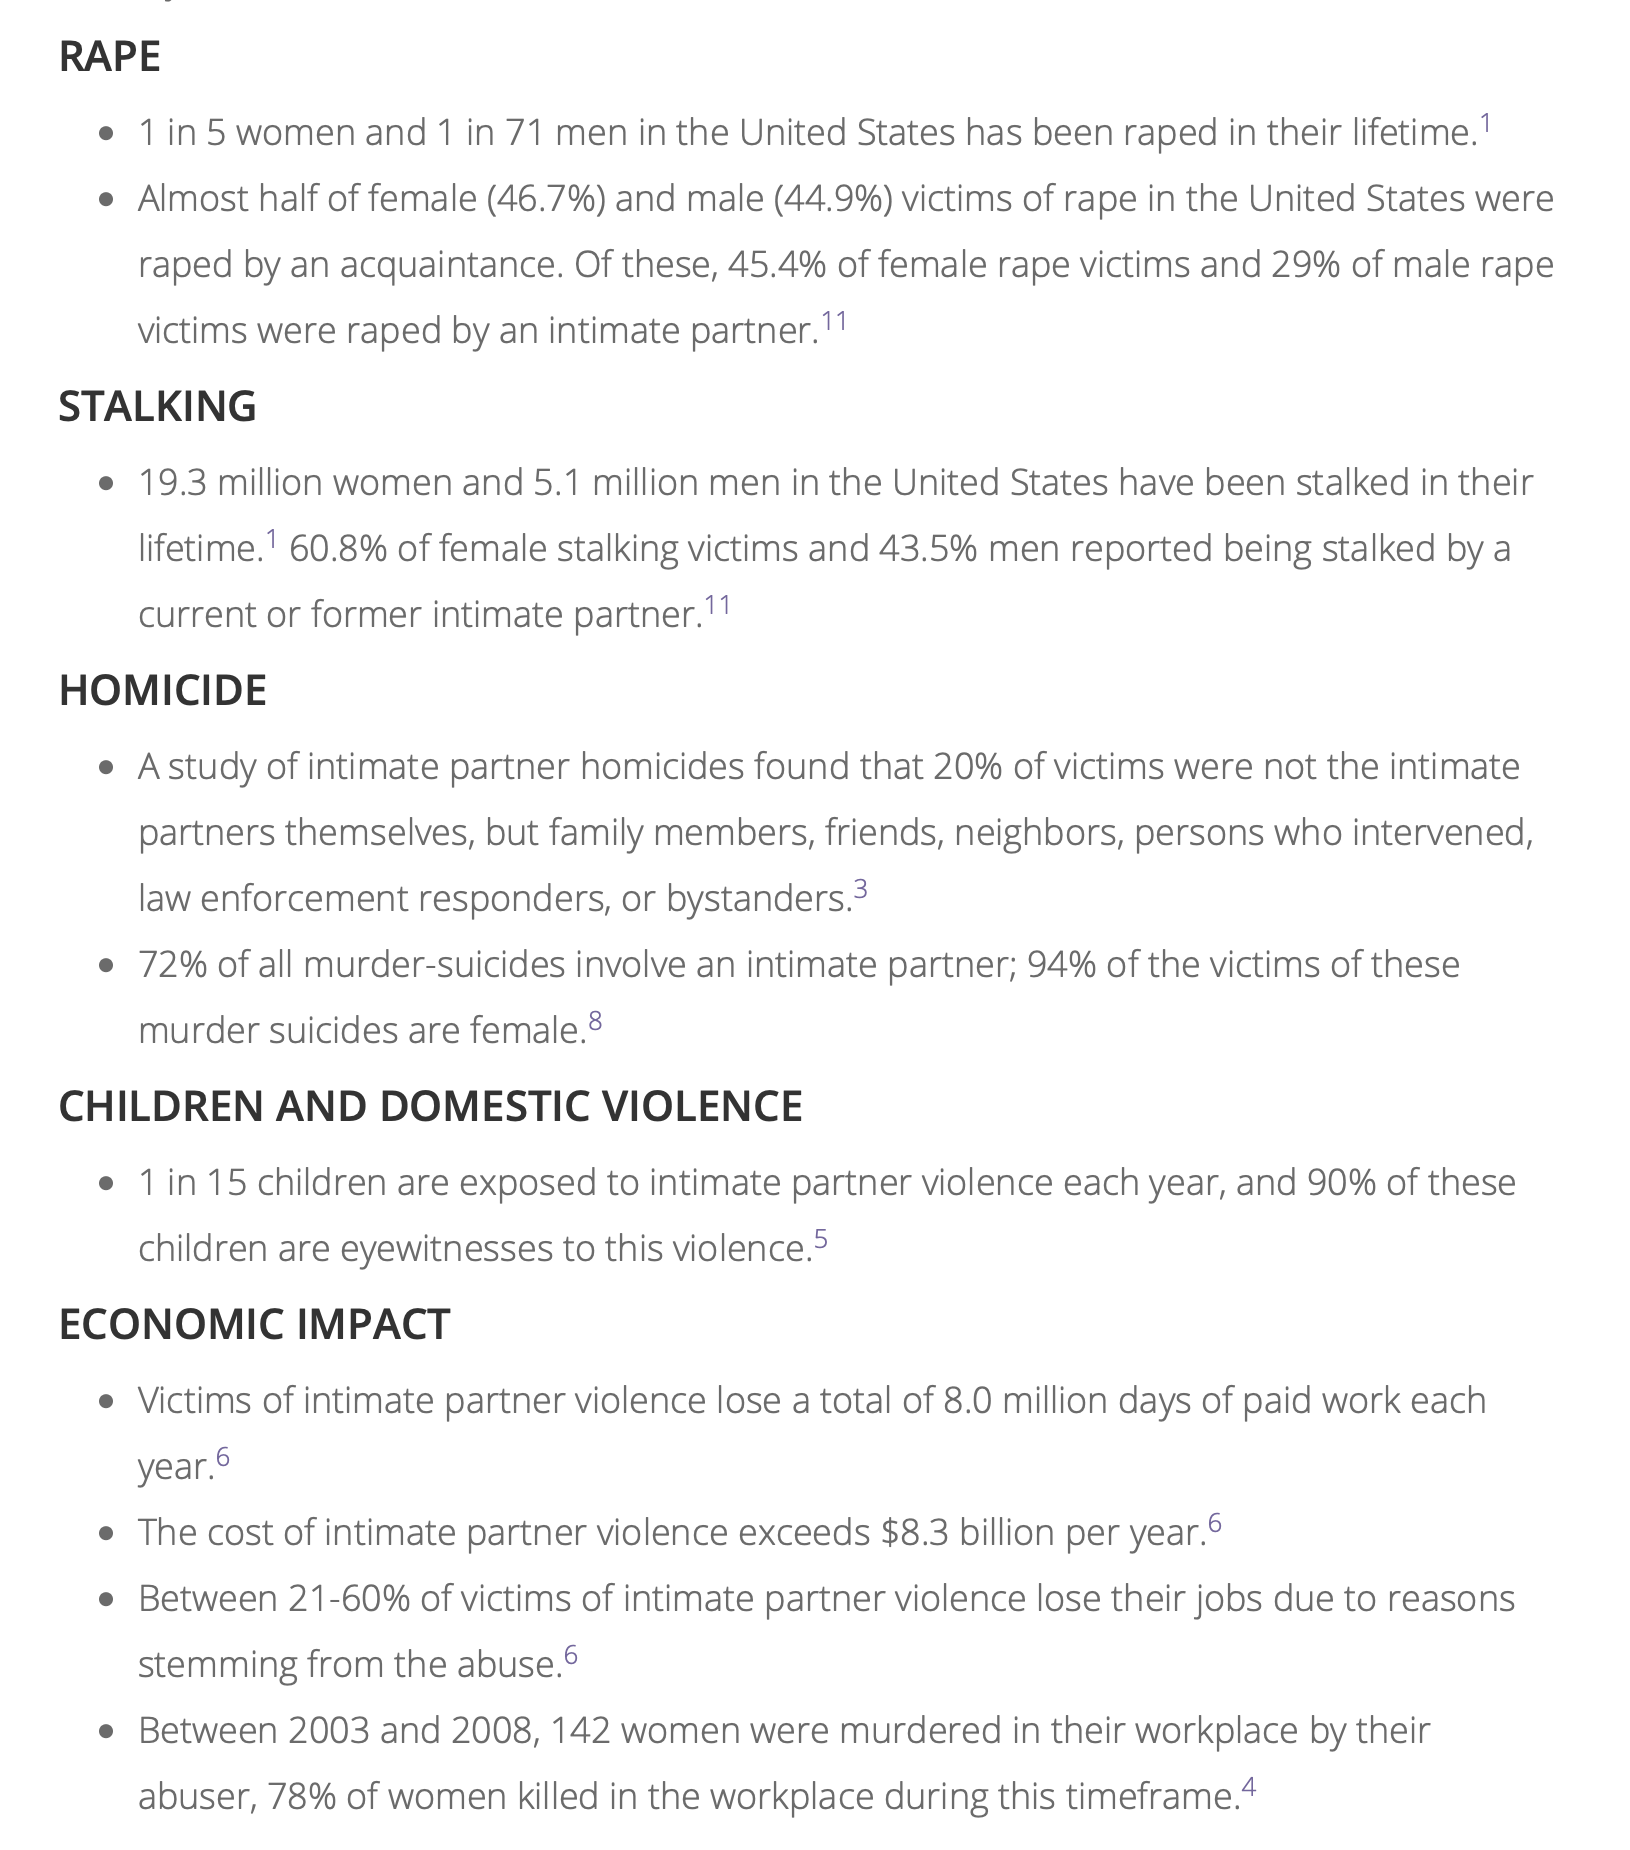 RAPE
1 in 5 women and 1 in 71 men in the United States has been raped in their lifetime.1
Almost half of female (46.7%) and male (44.9%) victims of rape in the United States were
raped by an acquaintance. Of these, 45.4% of female rape victims and 29% of male rape
victims were raped by an intimate partner.11
STALKING
19.3 million women and 5.1 million men in the United States have been stalked in their
lifetime.1 60.8% of female stalking victims and 43.5% men reported being stalked by a
current or former intimate partner.11
HOMICIDE
A study of intimate partner homicides found that 20% of victims were not the intimate
partners themselves, but family members, friends, neighbors, persons who intervened,
law enforcement responders, or bystanders.3
72% of all murder-suicides involve an intimate partner; 94% of the victims of these
murder suicides are female.8
CHILDREN AND DOMESTIC VIOLENCE
1 in 15 children are exposed to intimate partner violence each year, and 90% of these
children are eyewitnesses to this violence.5
ECONOMIC IMPACT
Victims of intimate partner violence lose a total of 8.0 million days of paid work each
year.6
The cost of intimate partner violence exceeds $8.3 billion per year.6
Between 21-60% of victims of intimate partner violence lose their jobs due to reasons
stemming from the abuse.6
Between 2003 and 2008, 142 women were murdered in their workplace by their
abuser, 78% of women killed in the workplace during this timeframe.4